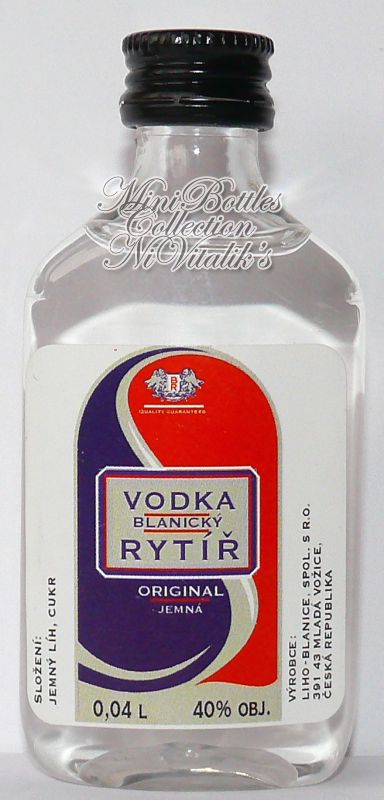 MiniBottles
Collection
NiVitalik's
BR
QUALITY GUARANTEED
VODKA
BLANICKÝ
RYTÍŘ
ORIGINAL
JEMNÁ
0,04 L 40% OBJ.
SLOŽENÍ:
JEMNÝ LÍH, CUKR
VÝROBCE:
LIHO-BLANICE, SPOL. S R.O.
391 43 MLADÁ VOŽICE,
ČESKÁ REPUBLIKA